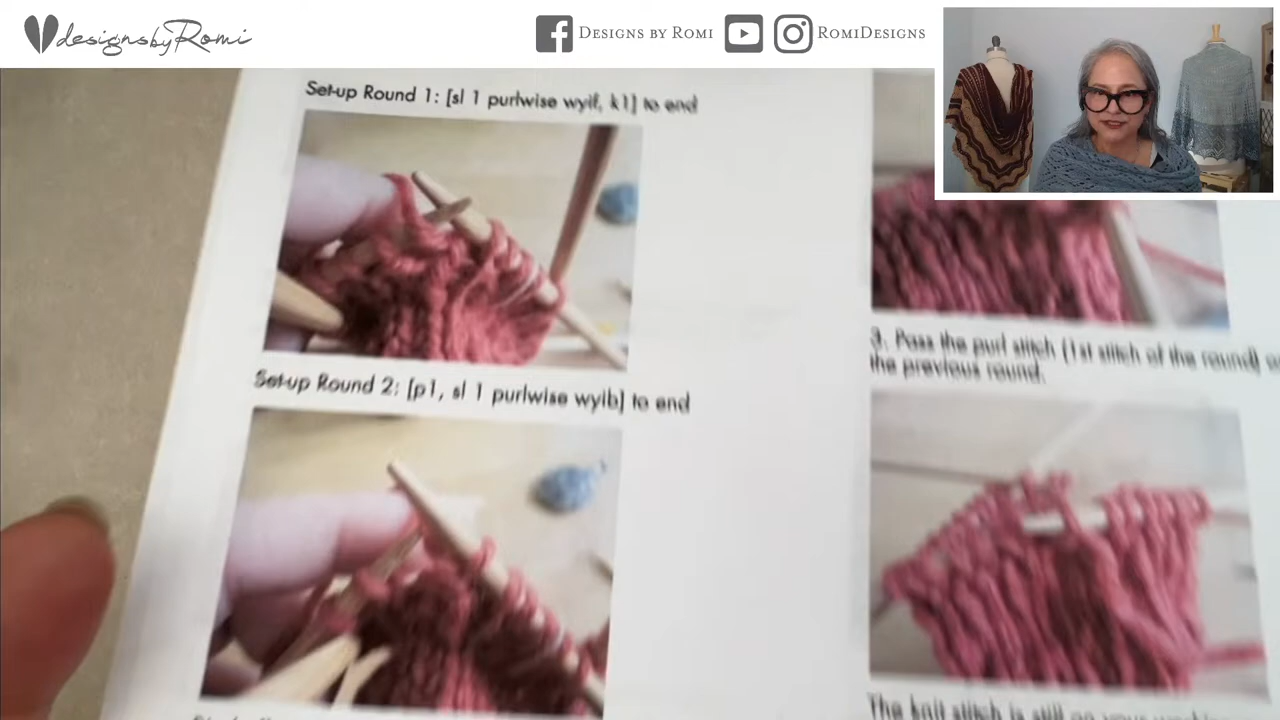 designsbyRomi
Designs by Romi
RomiDesigns
Set-up Round 1: [sl 1 purlwise wyif, k1] to end
Set-up Round 2: [p1, sl 1 purlwise wyib] to end
3. Pass the purl stitch (1st stitch of the round)
the previous round.
The knit stitch is still on your